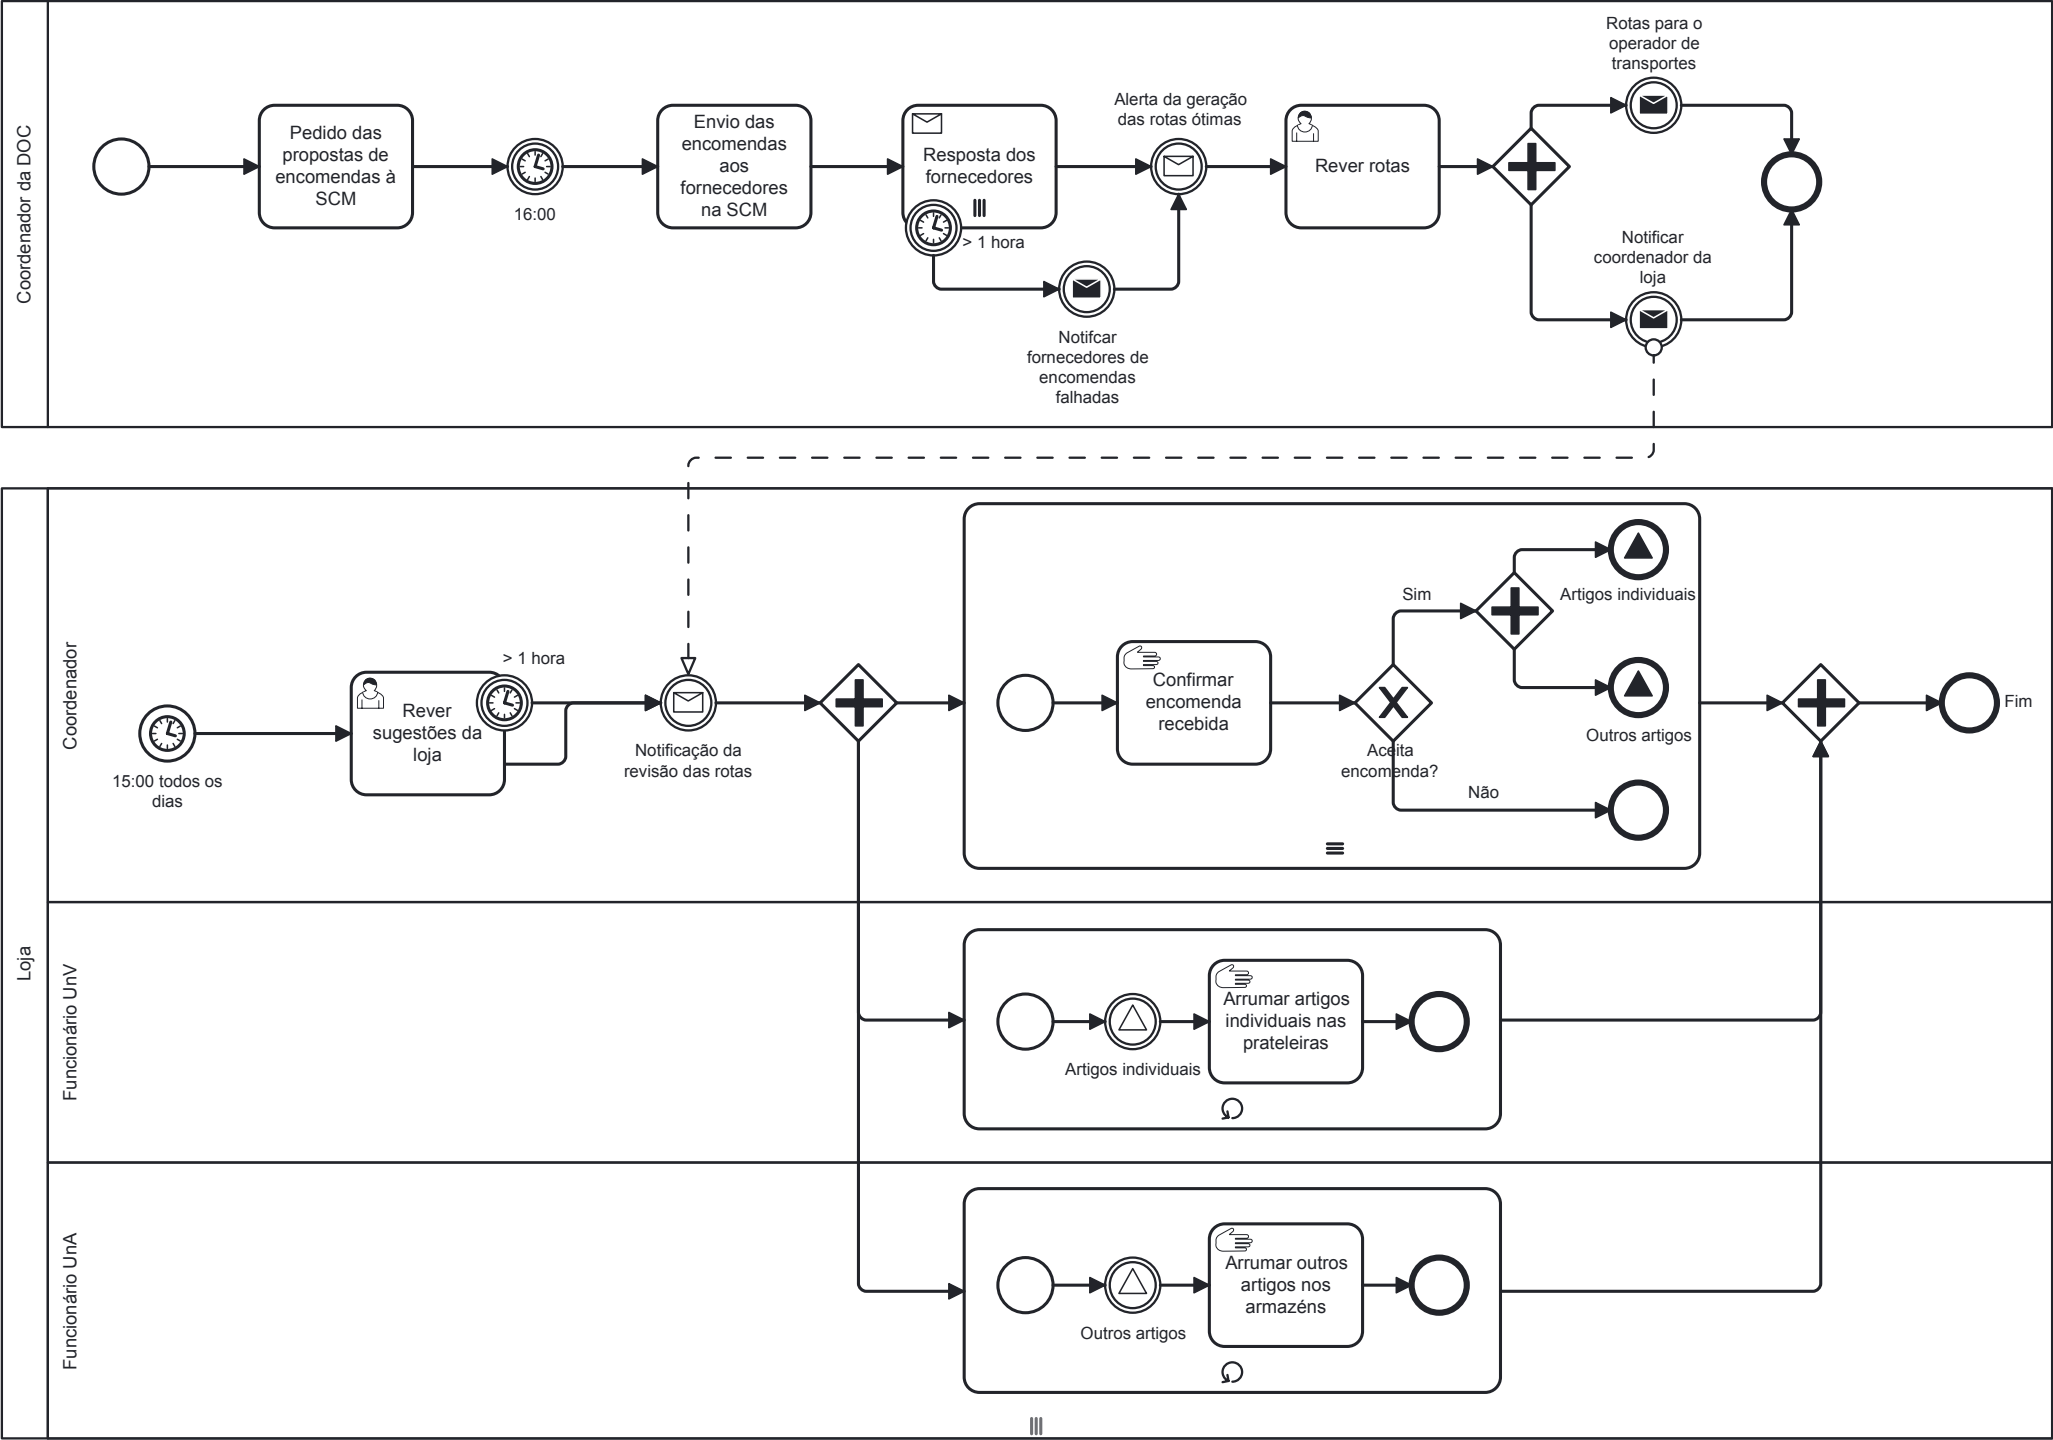 Coordenador da DOC
Pedido das
propostas de
encomendas à
SCM
16:00
Envio das
encomendas
aos
fornecedores
na SCM
Resposta dos
fornecedores
> 1 hora
Notifcar
fornecedores de
encomendas
falhadas
Alerta da geração
das rotas ótimas
Rever rotas
Rotas para o
operador de
transportes
Notificar
coordenador da
loja
Loja
Coordenador
15:00 todos os
dias
Rever
sugestões da
loja
> 1 hora
Notificação da
revisão das rotas
Confirmar
encomenda
recebida
Aceita
encomenda?
Sim
Não
Artigos individuais
Outros artigos
Fim
Funcionário UnV
Artigos individuais
Arrumar artigos
individuais nas
prateleiras
Funcionário UnA
Outros artigos
Arrumar outros
artigos nos
armazéns